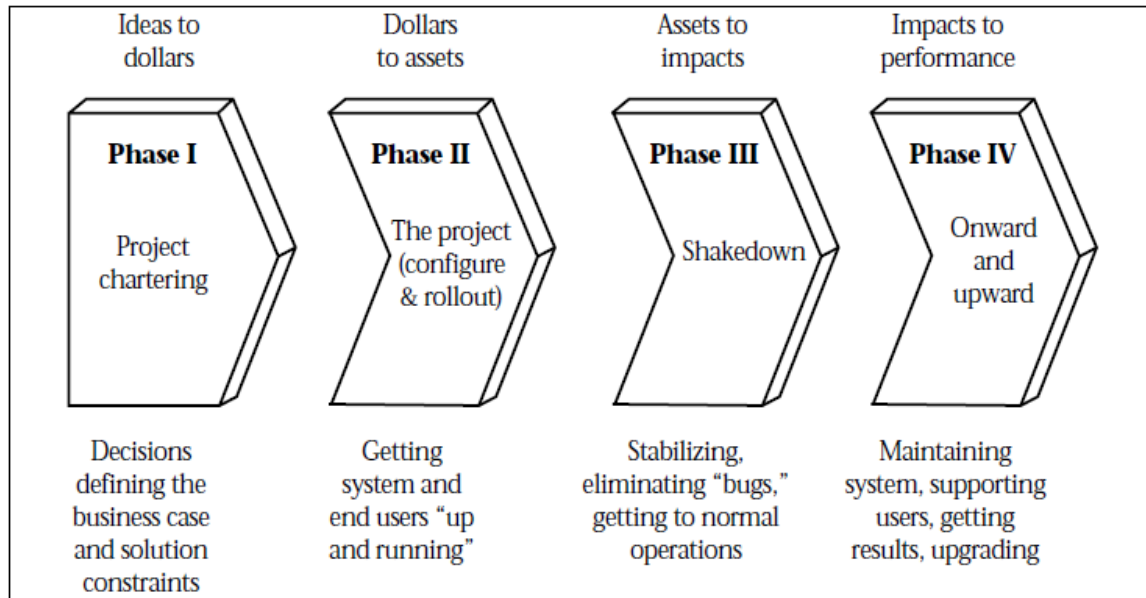 Ideas to
dollars
Dollars
to assets
Assets to
impacts
Impacts to
performance
Phase I
Project
chartering
Phase II
The project
(configure
& rollout)
Phase III
Shakedown
Phase IV
Onward
and
upward
Decisions
defining the
business case
and solution
constraints
Getting
system and
end users “up
and running”
Stabilizing,
eliminating “bugs,”
getting to normal
operations
Maintaining
system, supporting
users, getting
results, upgrading